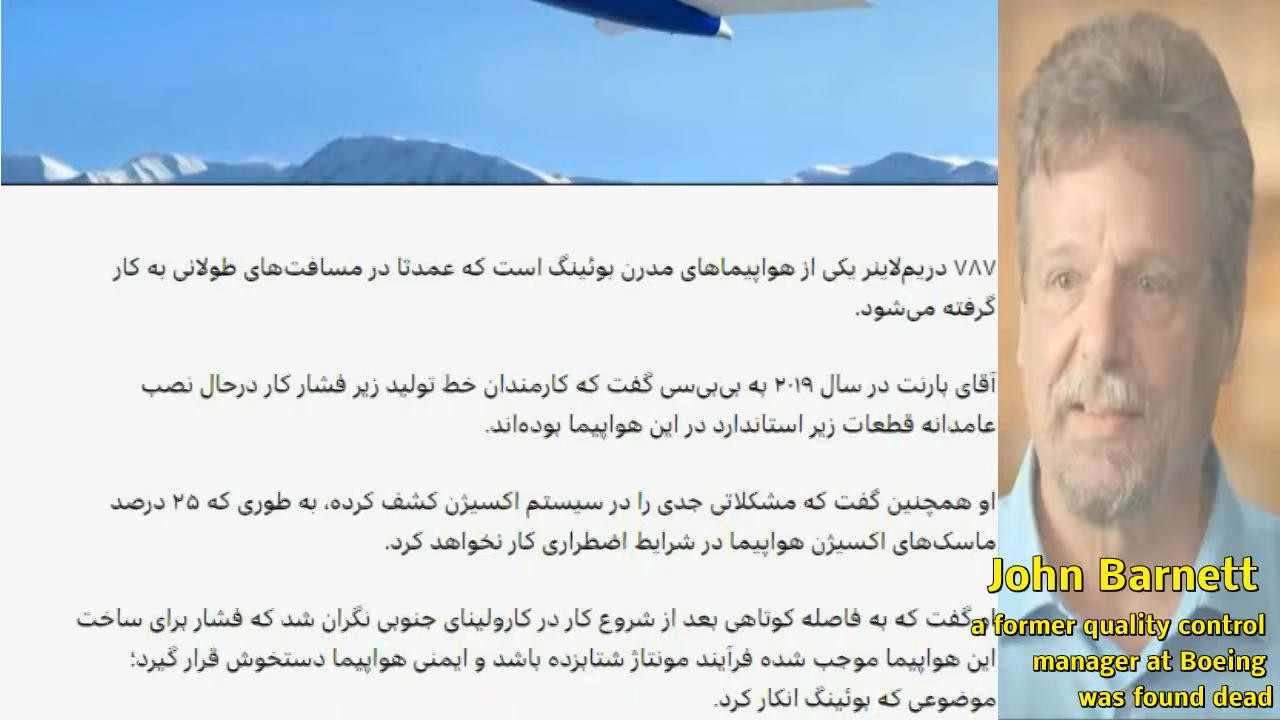 ۷۸۷ دریم‌لاینر یکی از هواپیماهای مدرن بوئینگ است که عمدتا در مسافت‌های طولانی به کار
گرفته می‌شود.
آقای بارنت در سال ۲۰۱۹ به بی‌بی‌سی گفت که کارمندان خط تولید زیر فشار کار درحال نصب
عامدانه قطعات زیر استاندارد در این هواپیما بوده‌اند.
او همچنین گفت که مشکلاتی جدی را در سیستم اکسیژن کشف کرده، به طوری که ۲۵ درصد
ماسک‌های اکسیژن هواپیما در شرایط اضطراری کار نخواهد کرد.
او گفت که به فاصله کوتاهی بعد از شروع کار در کارولینای جنوبی نگران شد که فشار برای ساخت
این هواپیما موجب شده فرآیند مونتاژ شتابزده باشد و ایمنی هواپیما دستخوش قرار گیرد؛
موضوعی که بوئینگ انکار کرد.
John Barnett
a former quality control
manager at Boeing
was found dead